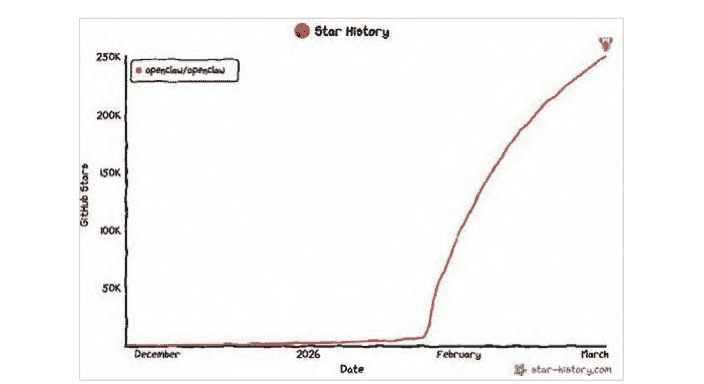 Star History
openclaw/openclaw
250K
200K
150K
100K
50K
GitHub Stars
December
2026
February
March
Date
star-history.com